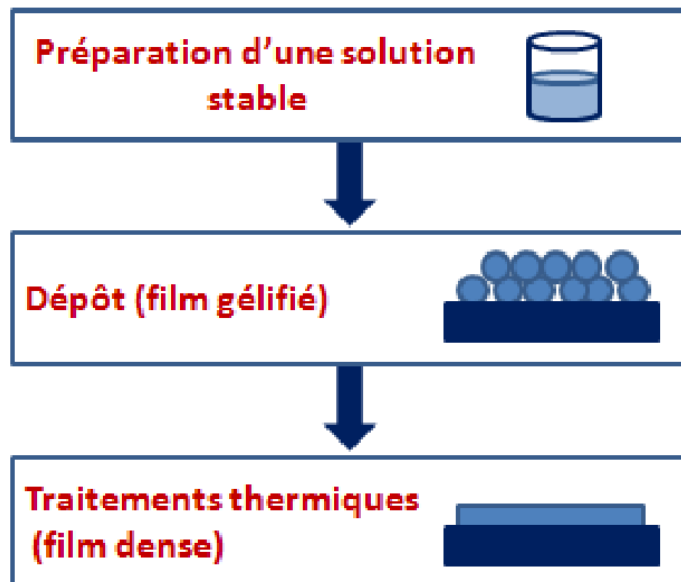 Préparation d’une solution
stable
Dépôt (film gélifié)
Traitements thermiques
(film dense)